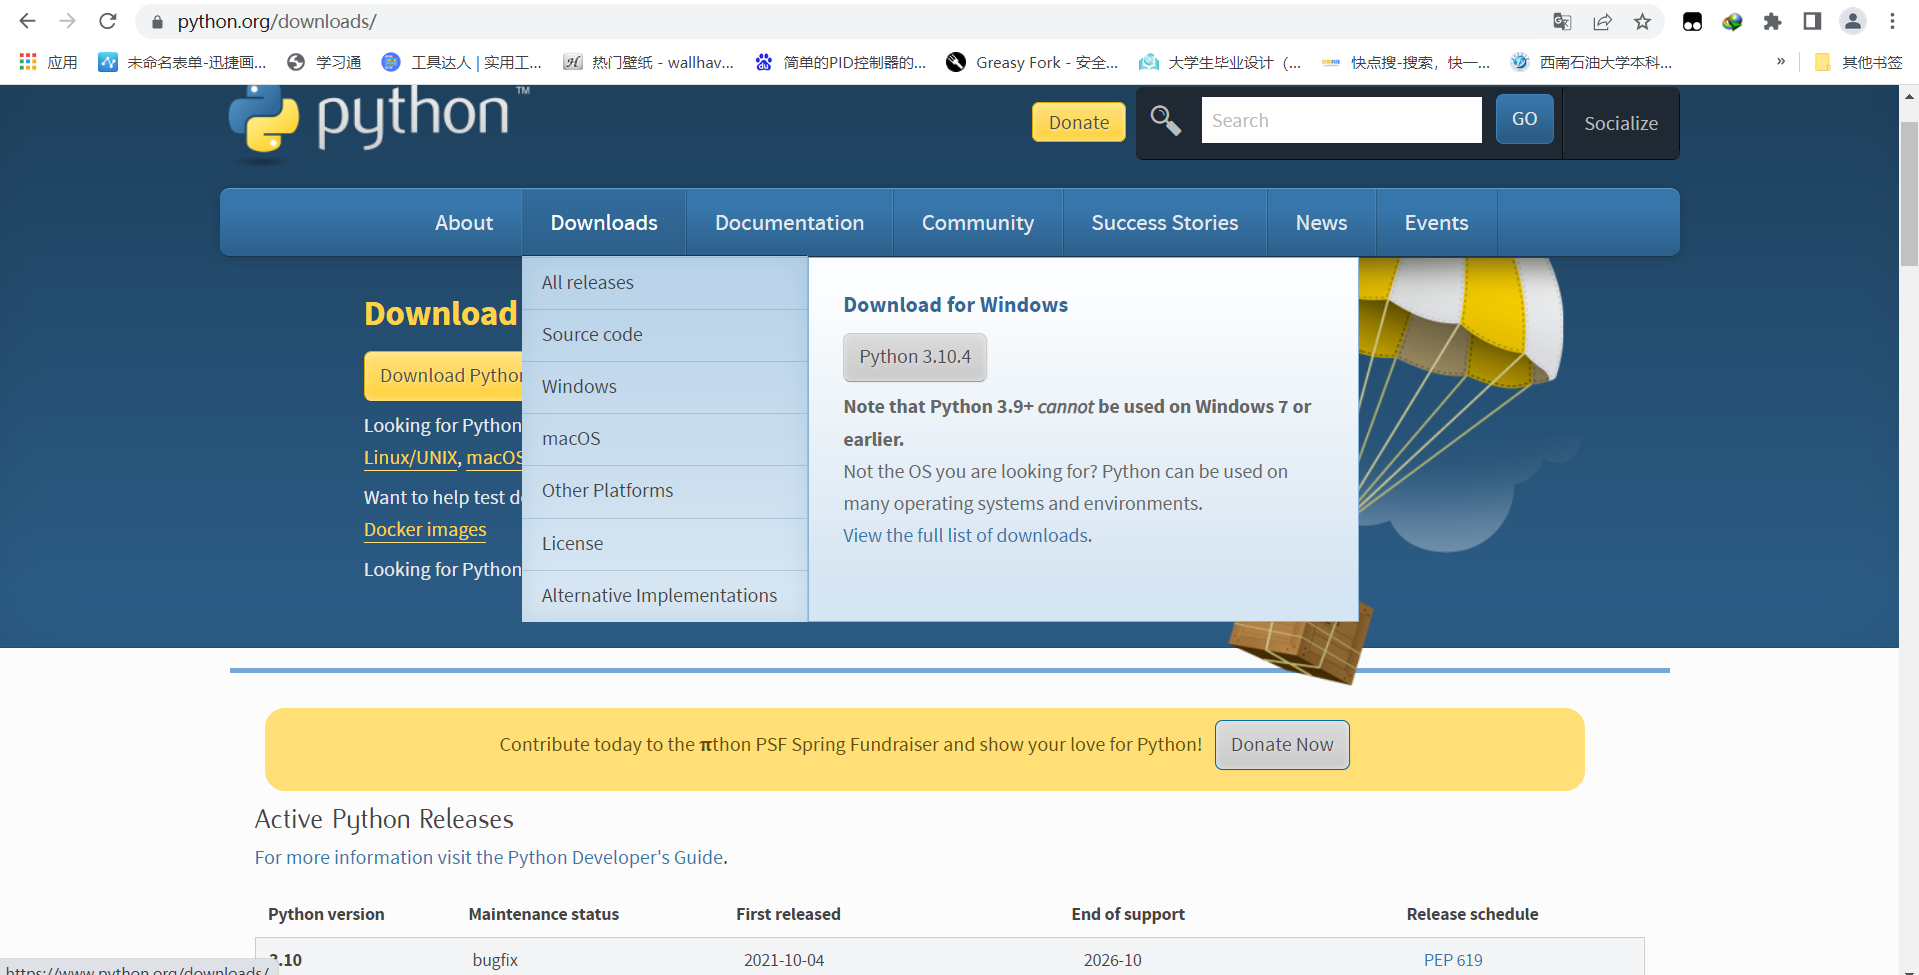 python.org/downloads/
应用 未命名表单-迅捷画... 学习通 工具达人 | 实用工... 热门壁纸 - wallhav... 简单的PID控制器的... Greasy Fork - 安全... 大学生毕业设计（... 快点搜-搜索，快一... 西南石油大学本科... » 其他书签
python™
Donate Search GO Socialize
About Downloads Documentation Community Success Stories News Events
All releases
Source code
Windows
macOS
Other Platforms
License
Alternative Implementations
Download for Windows
Python 3.10.4
Note that Python 3.9+ cannot be used on Windows 7 or
earlier.
Not the OS you are looking for? Python can be used on
many operating systems and environments.
View the full list of downloads.
Download
Download Python
Looking for Python
Linux/UNIX, macOS
Want to help test d
Docker images
Looking for Python
Contribute today to the πthon PSF Spring Fundraiser and show your love for Python! Donate Now
Active Python Releases
For more information visit the Python Developer's Guide.
Python version Maintenance status First released End of support Release schedule
3.10 bugfix 2021-10-04 2026-10 PEP 619
https://www.python.org/downloads/